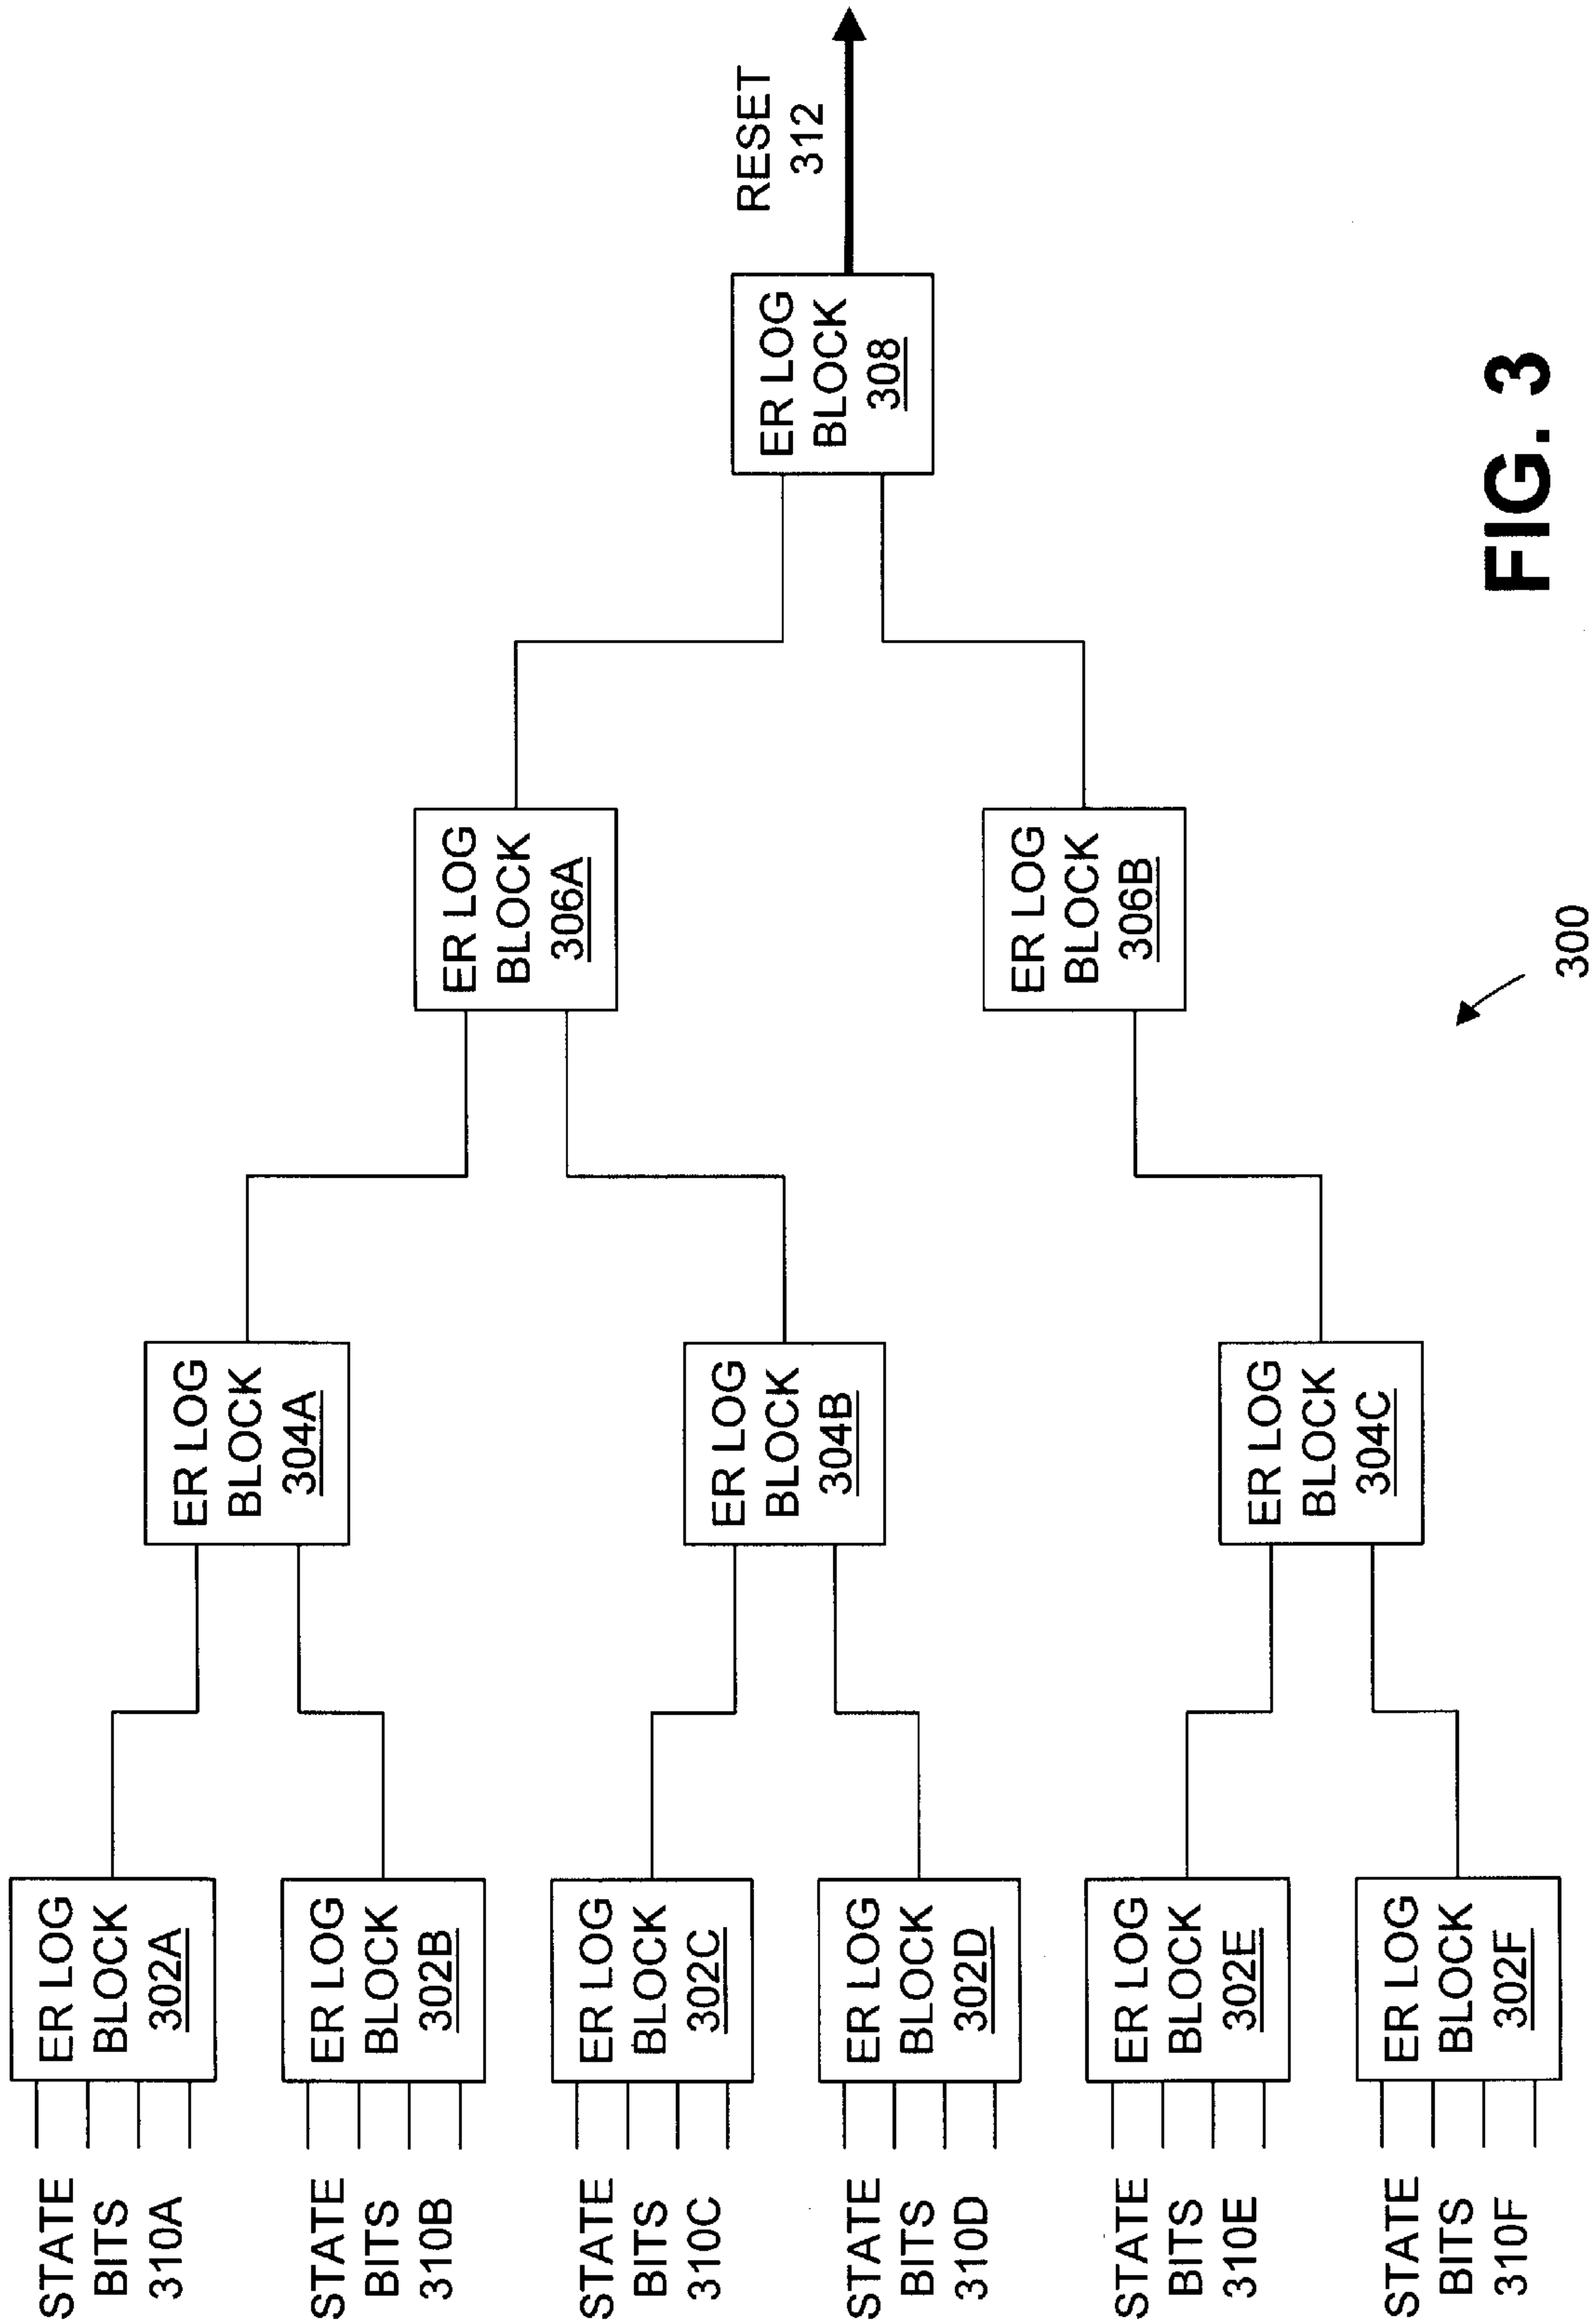 STATE
BITS
310A
ER LOG
BLOCK
302A
STATE
BITS
310B
ER LOG
BLOCK
302B
STATE
BITS
310C
ER LOG
BLOCK
302C
STATE
BITS
310D
ER LOG
BLOCK
302D
STATE
BITS
310E
ER LOG
BLOCK
302E
STATE
BITS
310F
ER LOG
BLOCK
302F
ER LOG
BLOCK
304A
ER LOG
BLOCK
304B
ER LOG
BLOCK
304C
ER LOG
BLOCK
306A
ER LOG
BLOCK
306B
ER LOG
BLOCK
308
RESET
312
300
FIG. 3